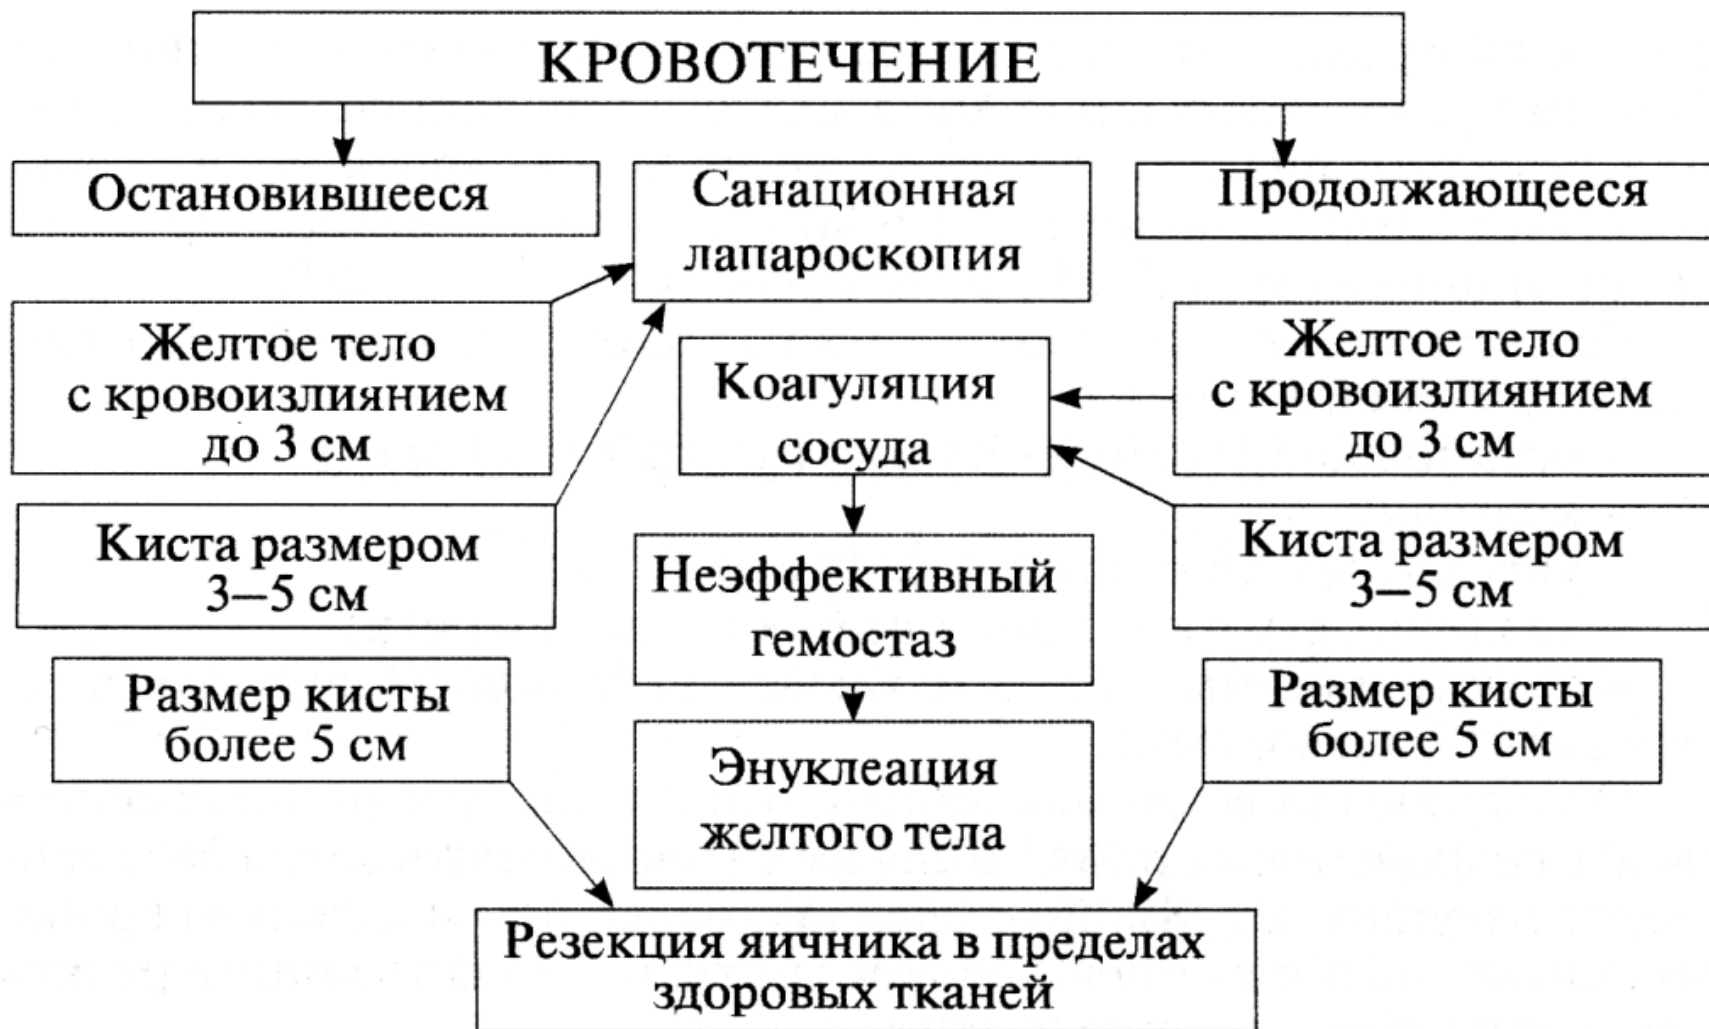 КРОВОТЕЧЕНИЕ
Остановившееся
Санационная
лапароскопия
Продолжающееся
Желтое тело
с кровоизлиянием
до 3 см
Коагуляция
сосуда
Желтое тело
с кровоизлиянием
до 3 см
Киста размером
3—5 см
Неэффективный
гемостаз
Киста размером
3—5 см
Размер кисты
более 5 см
Энуклеация
желтого тела
Размер кисты
более 5 см
Резекция яичника в пределах
здоровых тканей